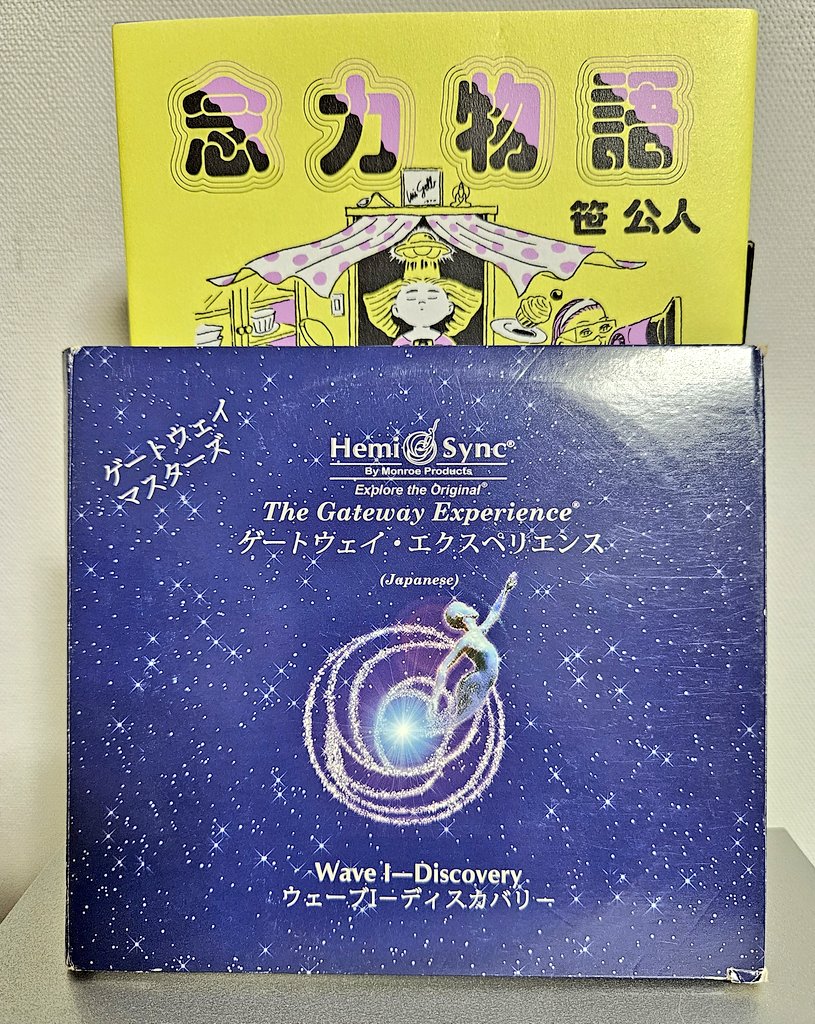 念力物語
笹 公人
ゲートウェイ
マスターズ
Hemi Sync®
By Monroe Products
Explore the Original®
The Gateway Experience®
ゲートウェイ・エクスペリエンス
(Japanese)
Wave I—Discovery
ウェーブI－ディスカバリー